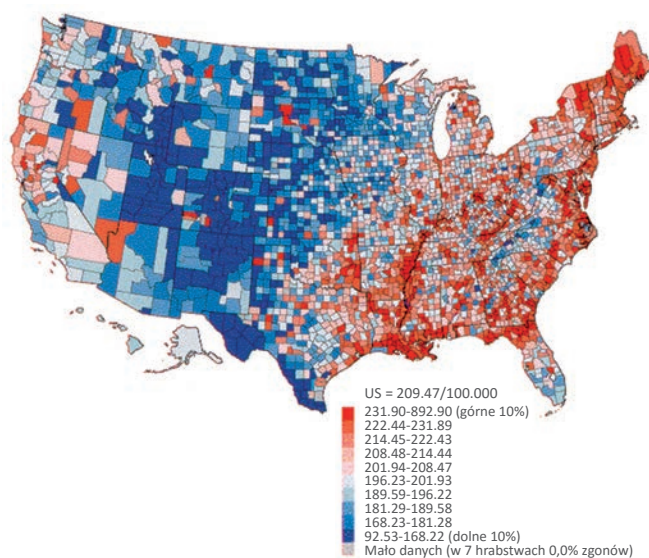 US = 209.47/100.000
231.90-892.90 (górne 10%)
222.44-231.89
214.45-222.43
208.48-214.44
201.94-208.47
196.23-201.93
189.59-196.22
181.29-189.58
168.23-181.28
92.53-168.22 (dolne 10%)
Mało danych (w 7 hrabstwach 0,0% zgonów)